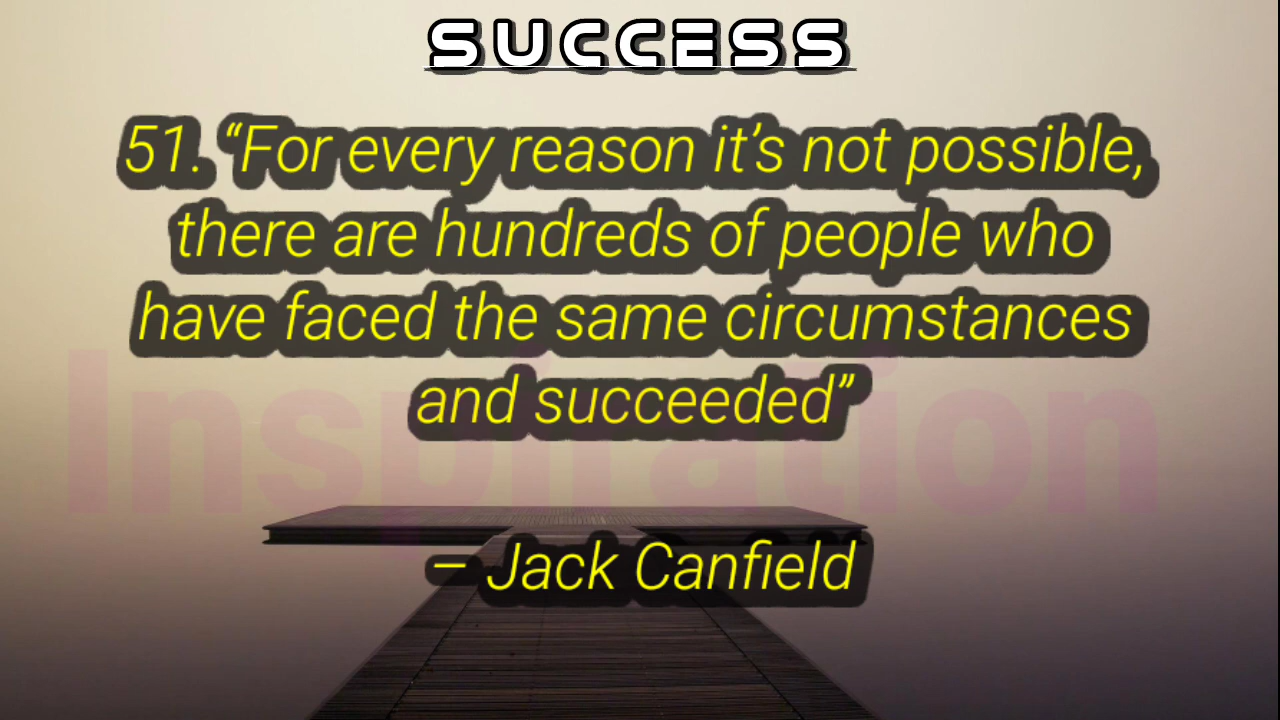 SUCCESS
51. “For every reason it’s not possible,
there are hundreds of people who
have faced the same circumstances
and succeeded”
Inspiration
– Jack Canfield